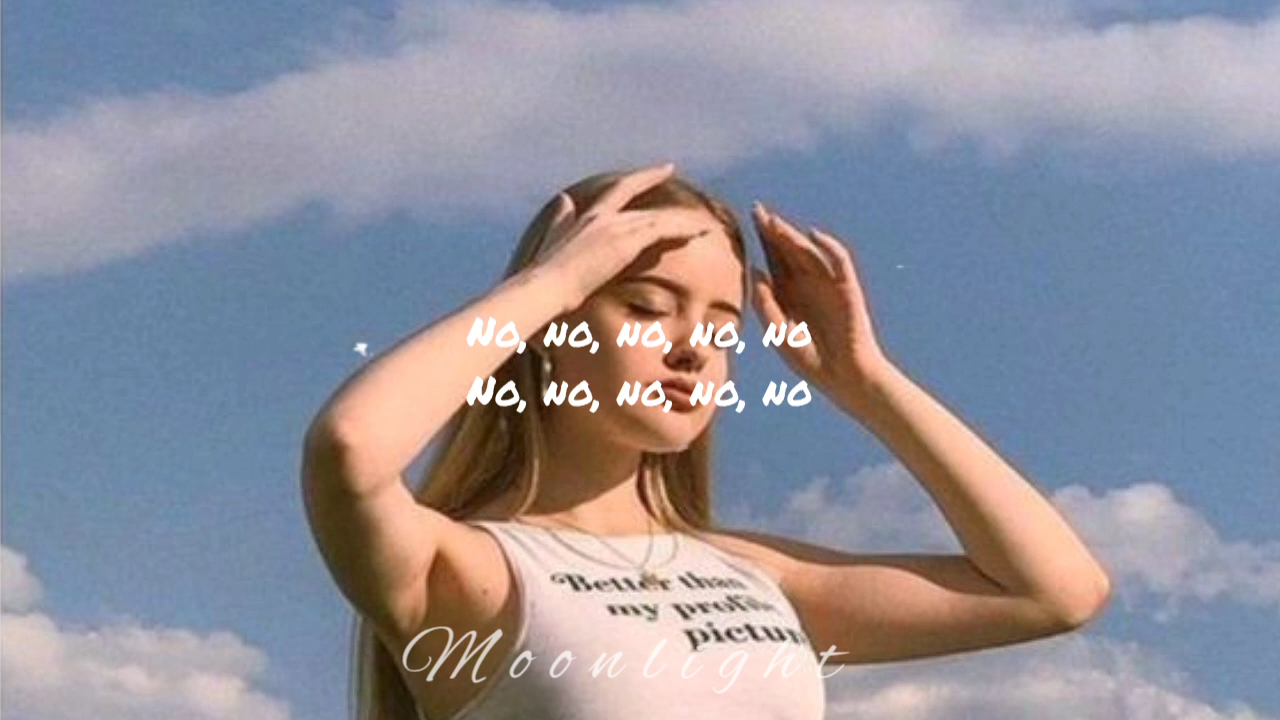 No, no, no, no, no
No, no, no, no, no
Better than
my profile
pictur
Moonlight